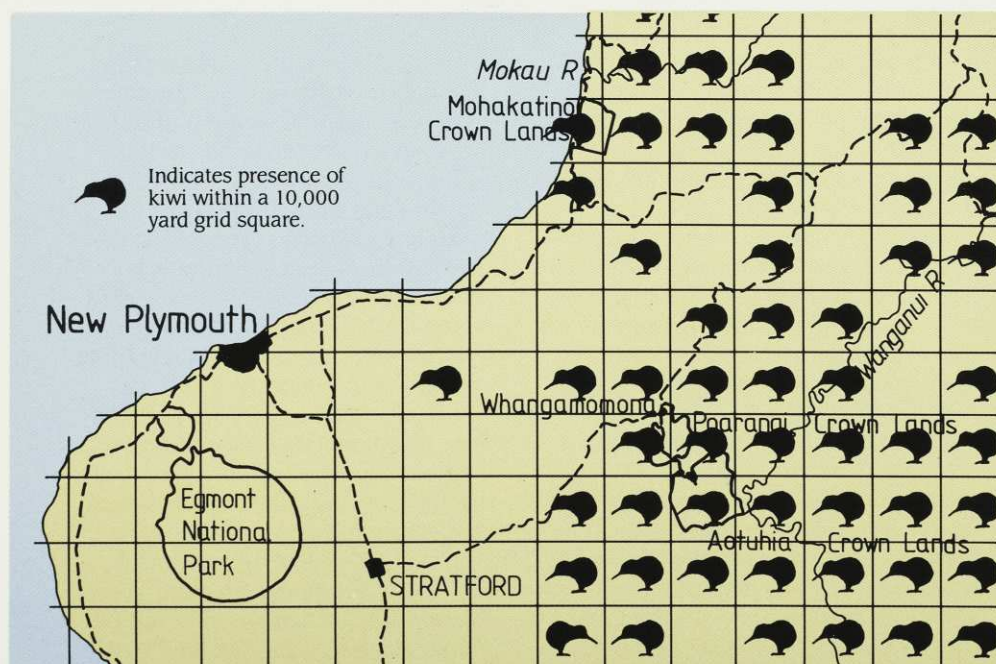 Mokau R
Mohakatino
Crown Lands
Indicates presence of
kiwi within a 10,000
yard grid square.
New Plymouth
Wanganui R
Whangamomona
Poarangi Crown Lands
Egmont
National
Park
Aotuhia Crown Lands
STRATFORD